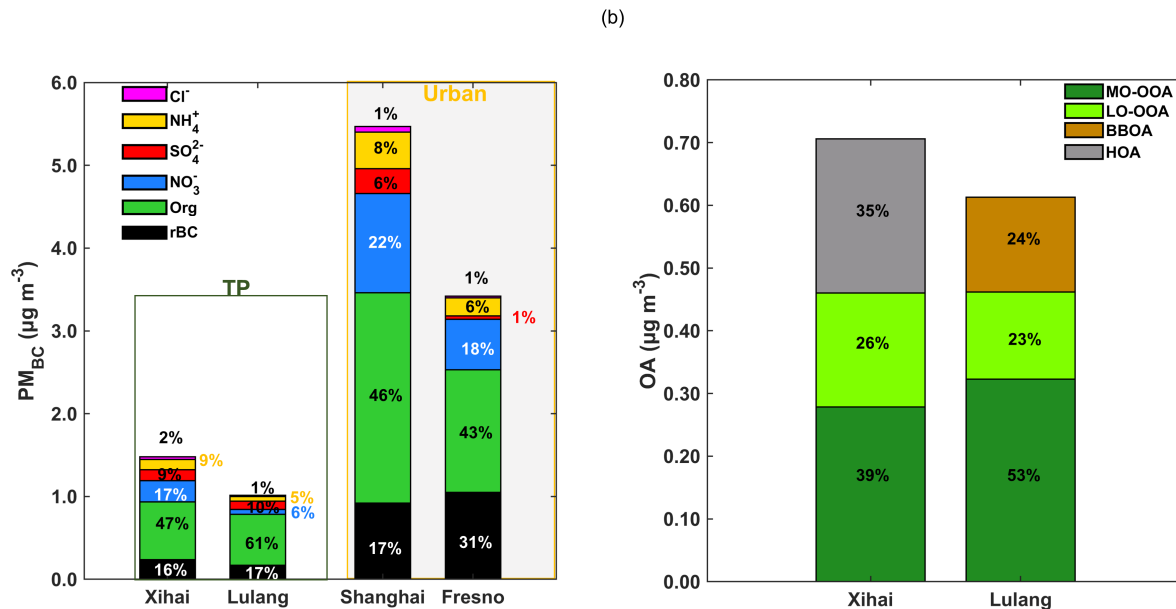 (b)
6.0
5.0
4.0
3.0
2.0
1.0
0.0
PM_BC (μg m⁻³)
Cl⁻
NH₄⁺
SO₄²⁻
NO₃⁻
Org
rBC
TP
Urban
2%
9%
9%
17%
47%
16%
1%
5%
10%
6%
61%
17%
1%
8%
6%
22%
46%
17%
1%
6%
1%
18%
43%
31%
Xihai
Lulang
Shanghai
Fresno
0.80
0.70
0.60
0.50
0.40
0.30
0.20
0.10
0.00
OA (μg m⁻³)
MO-OOA
LO-OOA
BBOA
HOA
35%
26%
39%
24%
23%
53%
Xihai
Lulang